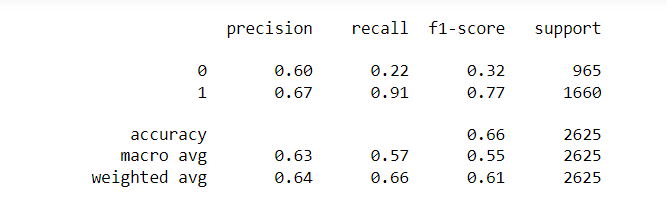 precision recall f1-score support
0 0.60 0.22 0.32 965
1 0.67 0.91 0.77 1660
accuracy 0.66 2625
macro avg 0.63 0.57 0.55 2625
weighted avg 0.64 0.66 0.61 2625